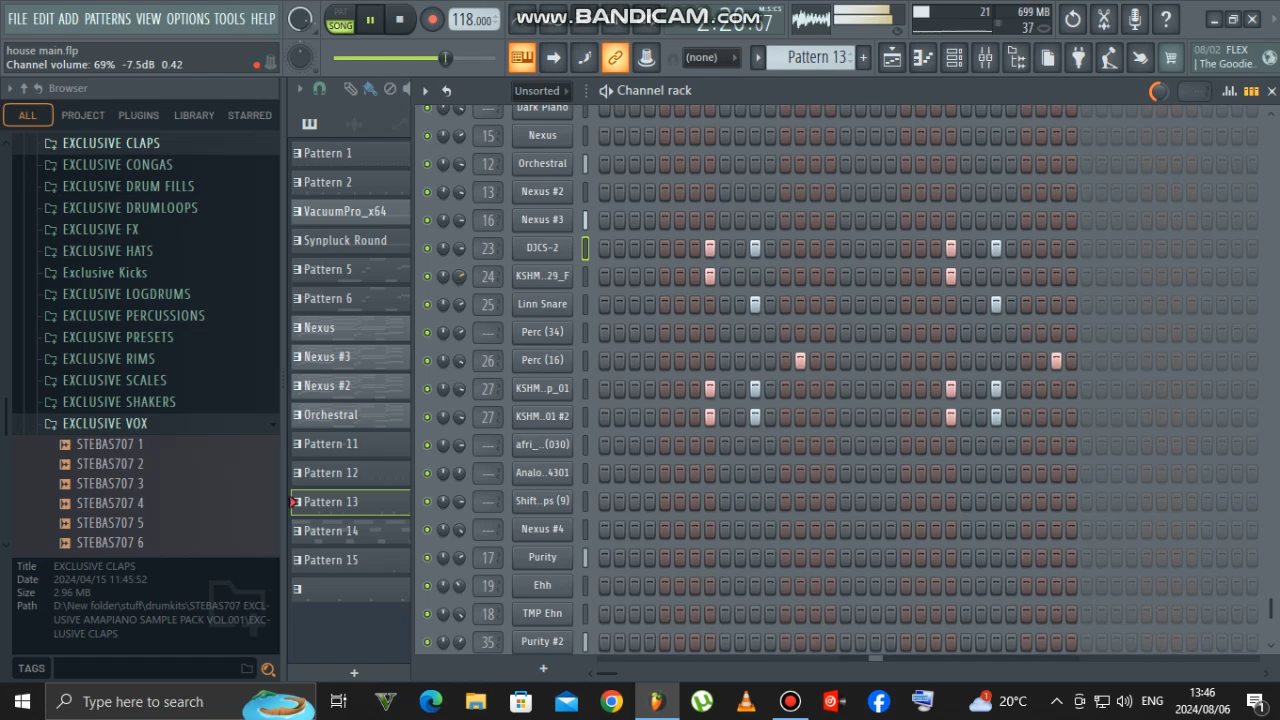 FILE EDIT ADD PATTERNS VIEW OPTIONS TOOLS HELP
PAT
SONG
118.000
www.BANDICAM.com
M:S:CS
21
699 MB
37
house main.flp
Channel volume: 69% -7.5dB 0.42
(none)
Pattern 13
08/02 FLEX
| The Goodie..
Browser
Unsorted
Channel rack
ALL
PROJECT
PLUGINS
LIBRARY
STARRED
EXCLUSIVE CLAPS
EXCLUSIVE CONGAS
EXCLUSIVE DRUM FILLS
EXCLUSIVE DRUMLOOPS
EXCLUSIVE FX
EXCLUSIVE HATS
Exclusive Kicks
EXCLUSIVE LOGDRUMS
EXCLUSIVE PERCUSSIONS
EXCLUSIVE PRESETS
EXCLUSIVE RIMS
EXCLUSIVE SCALES
EXCLUSIVE SHAKERS
EXCLUSIVE VOX
STEBAS707 1
STEBAS707 2
STEBAS707 3
STEBAS707 4
STEBAS707 5
STEBAS707 6
Title EXCLUSIVE CLAPS
Date 2024/04/15 11:45:52
Size 2.96 MB
Path D:\New folder\stuff\drumkits\STEBAS707 EXCL-
USIVE AMAPIANO SAMPLE PACK VOL.001\EXC-
LUSIVE CLAPS
TAGS
Pattern 1
Pattern 2
VacuumPro_x64
Synpluck Round
Pattern 5
Pattern 6
Nexus
Nexus #3
Nexus #2
Orchestral
Pattern 11
Pattern 12
Pattern 13
Pattern 14
Pattern 15
Dark Piano
15 Nexus
12 Orchestral
13 Nexus #2
16 Nexus #3
23 DJCS-2
24 KSHM..29_F
25 Linn Snare
--- Perc (34)
26 Perc (16)
27 KSHM..p_01
27 KSHM..01 #2
--- afri_..(030)
--- Analo..4301
--- Shift..ps (9)
--- Nexus #4
17 Purity
19 Ehh
18 TMP Ehn
35 Purity #2
Type here to search
20°C
ENG
13:46
2024/08/06
1